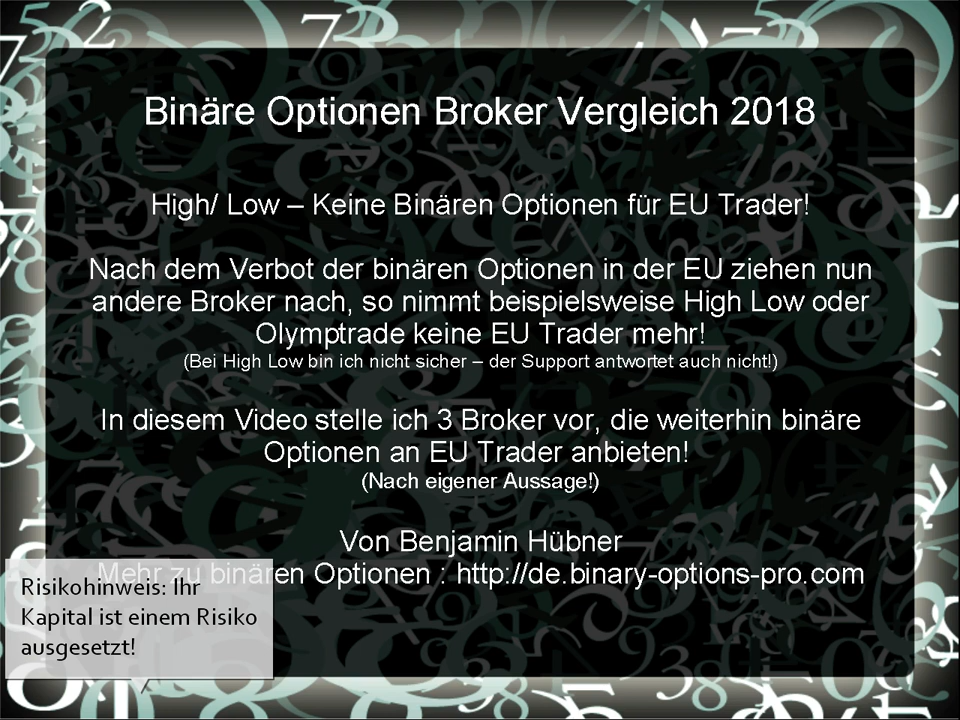 Binäre Optionen Broker Vergleich 2018
High/ Low – Keine Binären Optionen für EU Trader!
Nach dem Verbot der binären Optionen in der EU ziehen nun
andere Broker nach, so nimmt beispielsweise High Low oder
Olymptrade keine EU Trader mehr!
(Bei High Low bin ich nicht sicher – der Support antwortet auch nicht!)
In diesem Video stelle ich 3 Broker vor, die weiterhin binäre
Optionen an EU Trader anbieten!
(Nach eigener Aussage!)
Von Benjamin Hübner
Mehr zu binären Optionen : http://de.binary-options-pro.com
Risikohinweis: Ihr
Kapital ist einem Risiko
ausgesetzt!